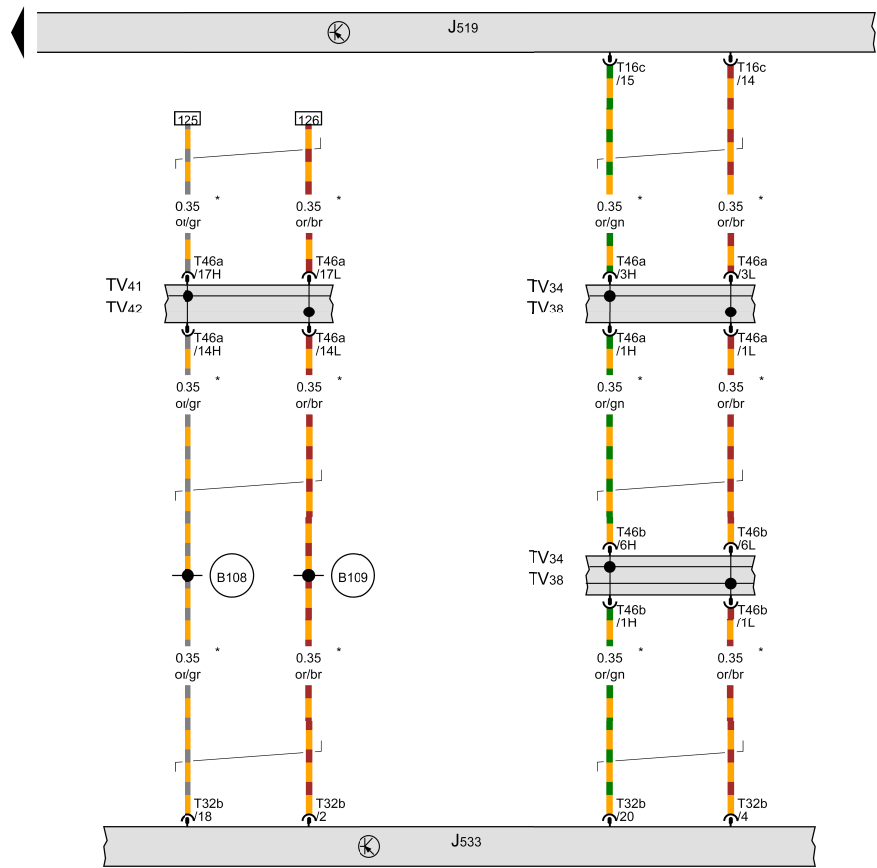 J519
T16c
/15
T16c
/14
125
126
0.35 *
or/gr
0.35 *
or/br
0.35 *
or/gn
0.35 *
or/br
T46a
/17H
T46a
/17L
T46a
/3H
T46a
/3L
TV41
TV42
TV34
TV38
T46a
/14H
T46a
/14L
T46a
/1H
T46a
/1L
0.35 *
or/gr
0.35 *
or/br
0.35 *
or/gn
0.35 *
or/br
T46b
/6H
T46b
/6L
TV34
TV38
B108
B109
T46b
/1H
T46b
/1L
0.35 *
or/gr
0.35 *
or/br
0.35 *
or/gn
0.35 *
or/br
T32b
/18
T32b
/2
T32b
/20
T32b
/4
J533